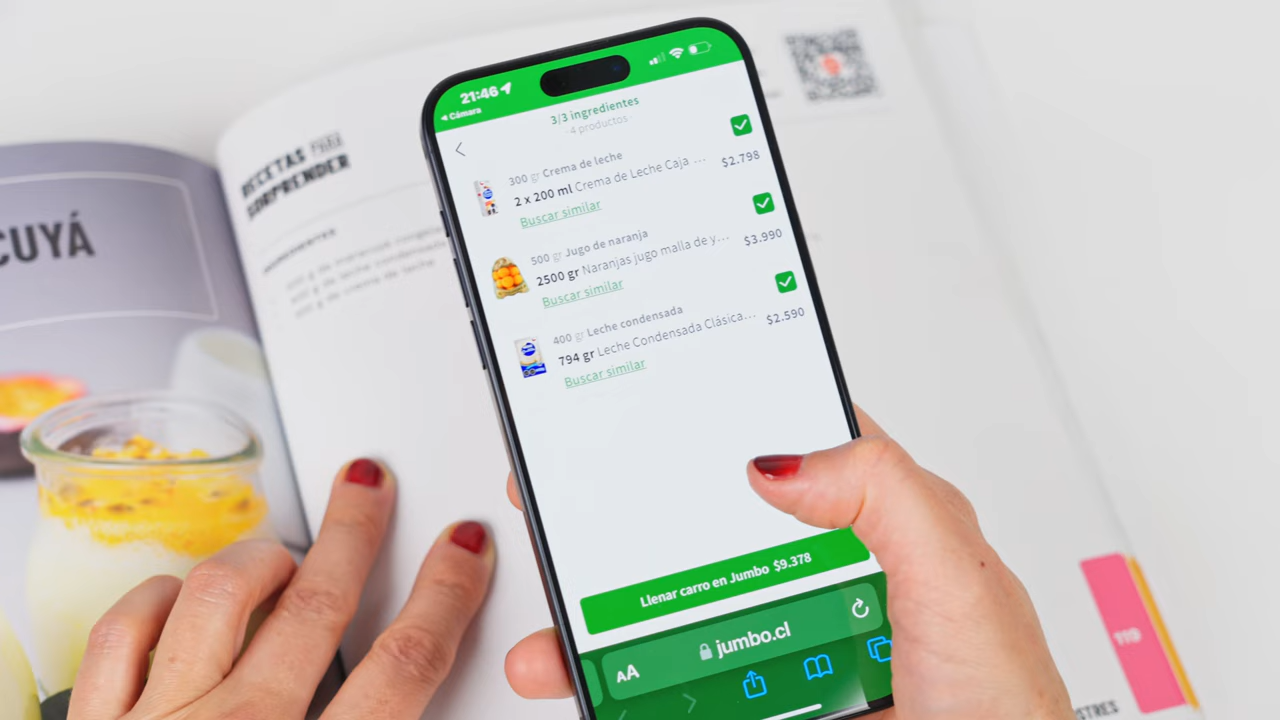 CUYÁ
RECETAS PARA
SORPRENDER
INGREDIENTES
21:46
Cámara
3/3 ingredientes
4 productos
300 gr Crema de leche
2 x 200 ml Crema de Leche Caja ...
$2.798
Buscar similar
500 gr Jugo de naranja
2500 gr Naranjas jugo malla de y...
$3.990
Buscar similar
400 gr Leche condensada
794 gr Leche Condensada Clásica...
$2.590
Buscar similar
Llenar carro en Jumbo $9.378
AA
jumbo.cl
119
STRES